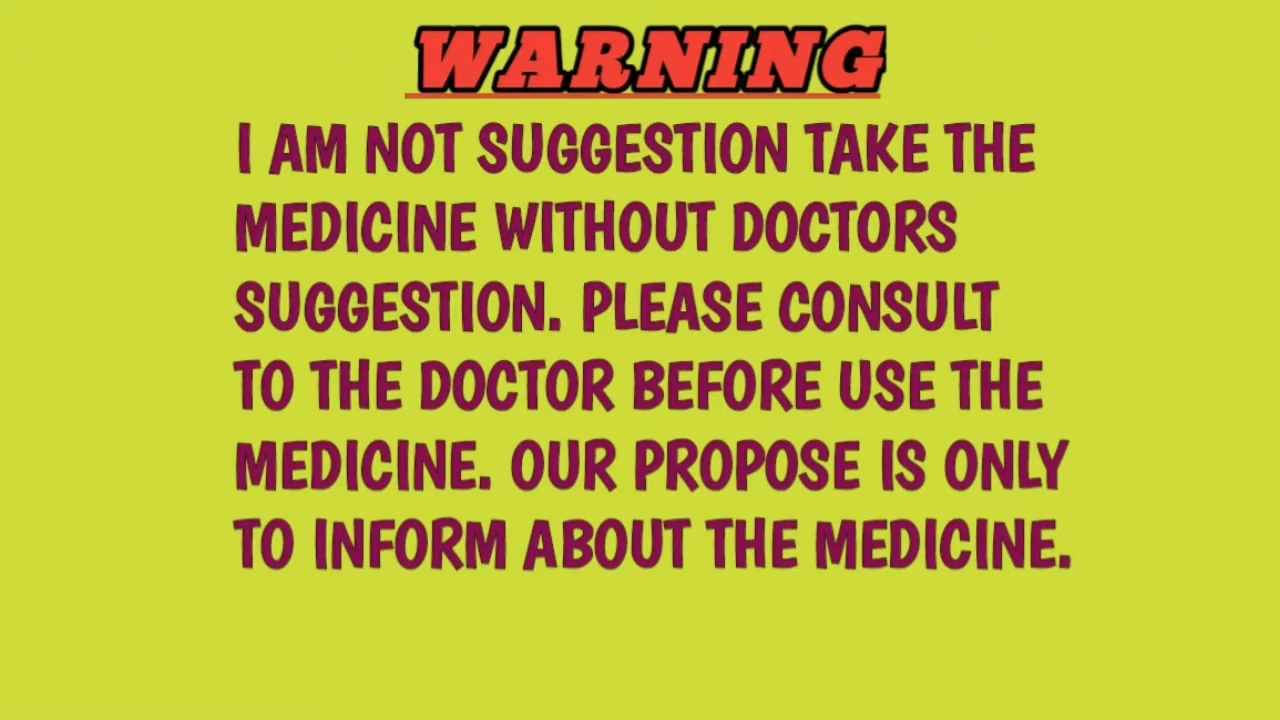 WARNING
I AM NOT SUGGESTION TAKE THE
MEDICINE WITHOUT DOCTORS
SUGGESTION. PLEASE CONSULT
TO THE DOCTOR BEFORE USE THE
MEDICINE. OUR PROPOSE IS ONLY
TO INFORM ABOUT THE MEDICINE.